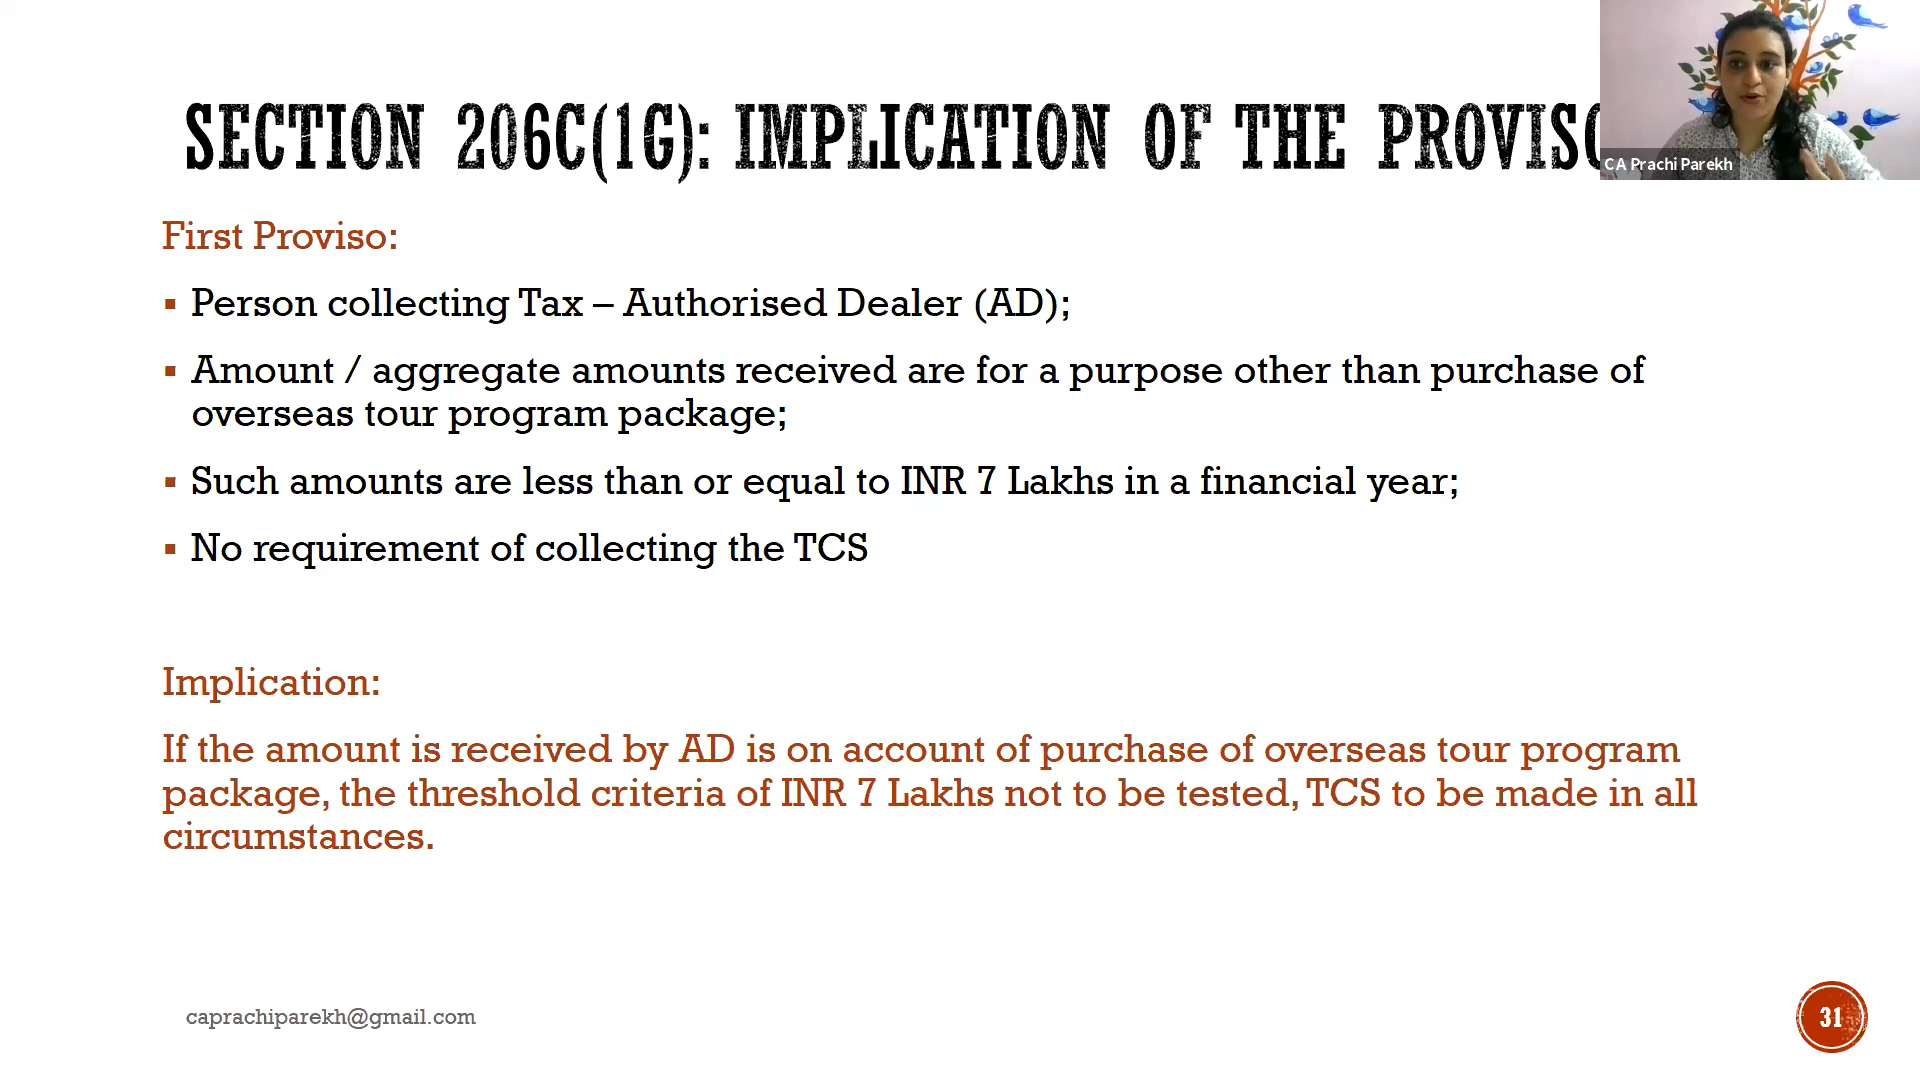 SECTION 206C(1G): IMPLICATION OF THE PROVISO
CA Prachi Parekh
First Proviso:
▪ Person collecting Tax – Authorised Dealer (AD);
▪ Amount / aggregate amounts received are for a purpose other than purchase of
overseas tour program package;
▪ Such amounts are less than or equal to INR 7 Lakhs in a financial year;
▪ No requirement of collecting the TCS
Implication:
If the amount is received by AD is on account of purchase of overseas tour program
package, the threshold criteria of INR 7 Lakhs not to be tested, TCS to be made in all
circumstances.
caprachiparekh@gmail.com
31